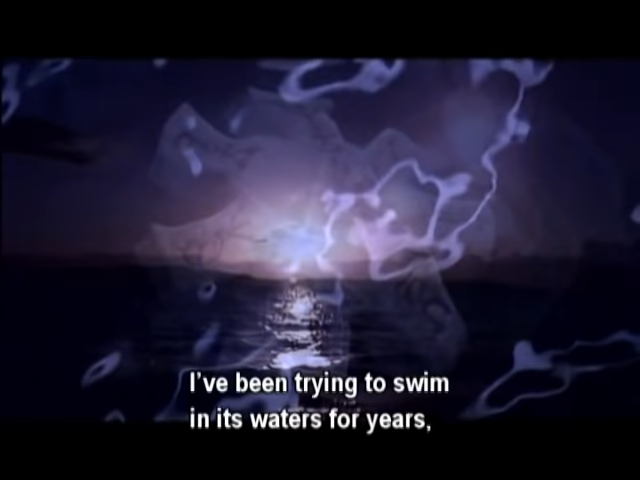 I've been trying to swim
in its waters for years,